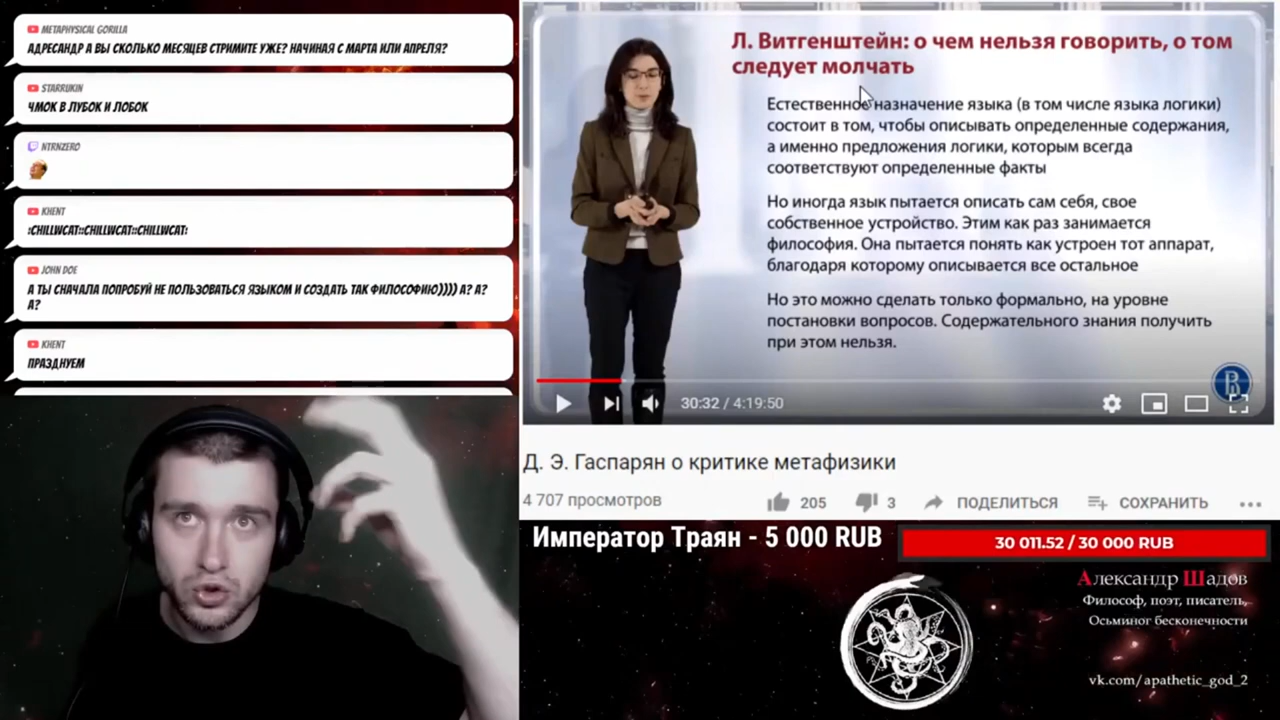 METAPHYSICAL GORILLA
АДРЕСАНДР А ВЫ СКОЛЬКО МЕСЯЦЕВ СТРИМИТЕ УЖЕ? НАЧИНАЯ С МАРТА ИЛИ АПРЕЛЯ?
STARRUKIN
ЧМОК В ЛУБОК И ЛОБОК
NTRNZERO
KHENT
:CHILLWCAT::CHILLWCAT::CHILLWCAT:
JOHN DOE
А ТЫ СНАЧАЛА ПОПРОБУЙ НЕ ПОЛЬЗОВАТЬСЯ ЯЗЫКОМ И СОЗДАТЬ ТАК ФИЛОСОФИЮ)))) А? А?
А?
KHENT
ПРАЗДНУЕМ
Л. Витгенштейн: о чем нельзя говорить, о том
следует молчать
Естественное назначение языка (в том числе языка логики)
состоит в том, чтобы описывать определенные содержания,
а именно предложения логики, которым всегда
соответствуют определенные факты
Но иногда язык пытается описать сам себя, свое
собственное устройство. Этим как раз занимается
философия. Она пытается понять как устроен тот аппарат,
благодаря которому описывается все остальное
Но это можно сделать только формально, на уровне
постановки вопросов. Содержательного знания получить
при этом нельзя.
30:32 / 4:19:50
Д. Э. Гаспарян о критике метафизики
4 707 просмотров
205
3
ПОДЕЛИТЬСЯ
СОХРАНИТЬ
Император Траян - 5 000 RUB
30 011.52 / 30 000 RUB
Александр Шадов
Философ, поэт, писатель,
Осьминог бесконечности
vk.com/apathetic_god_2